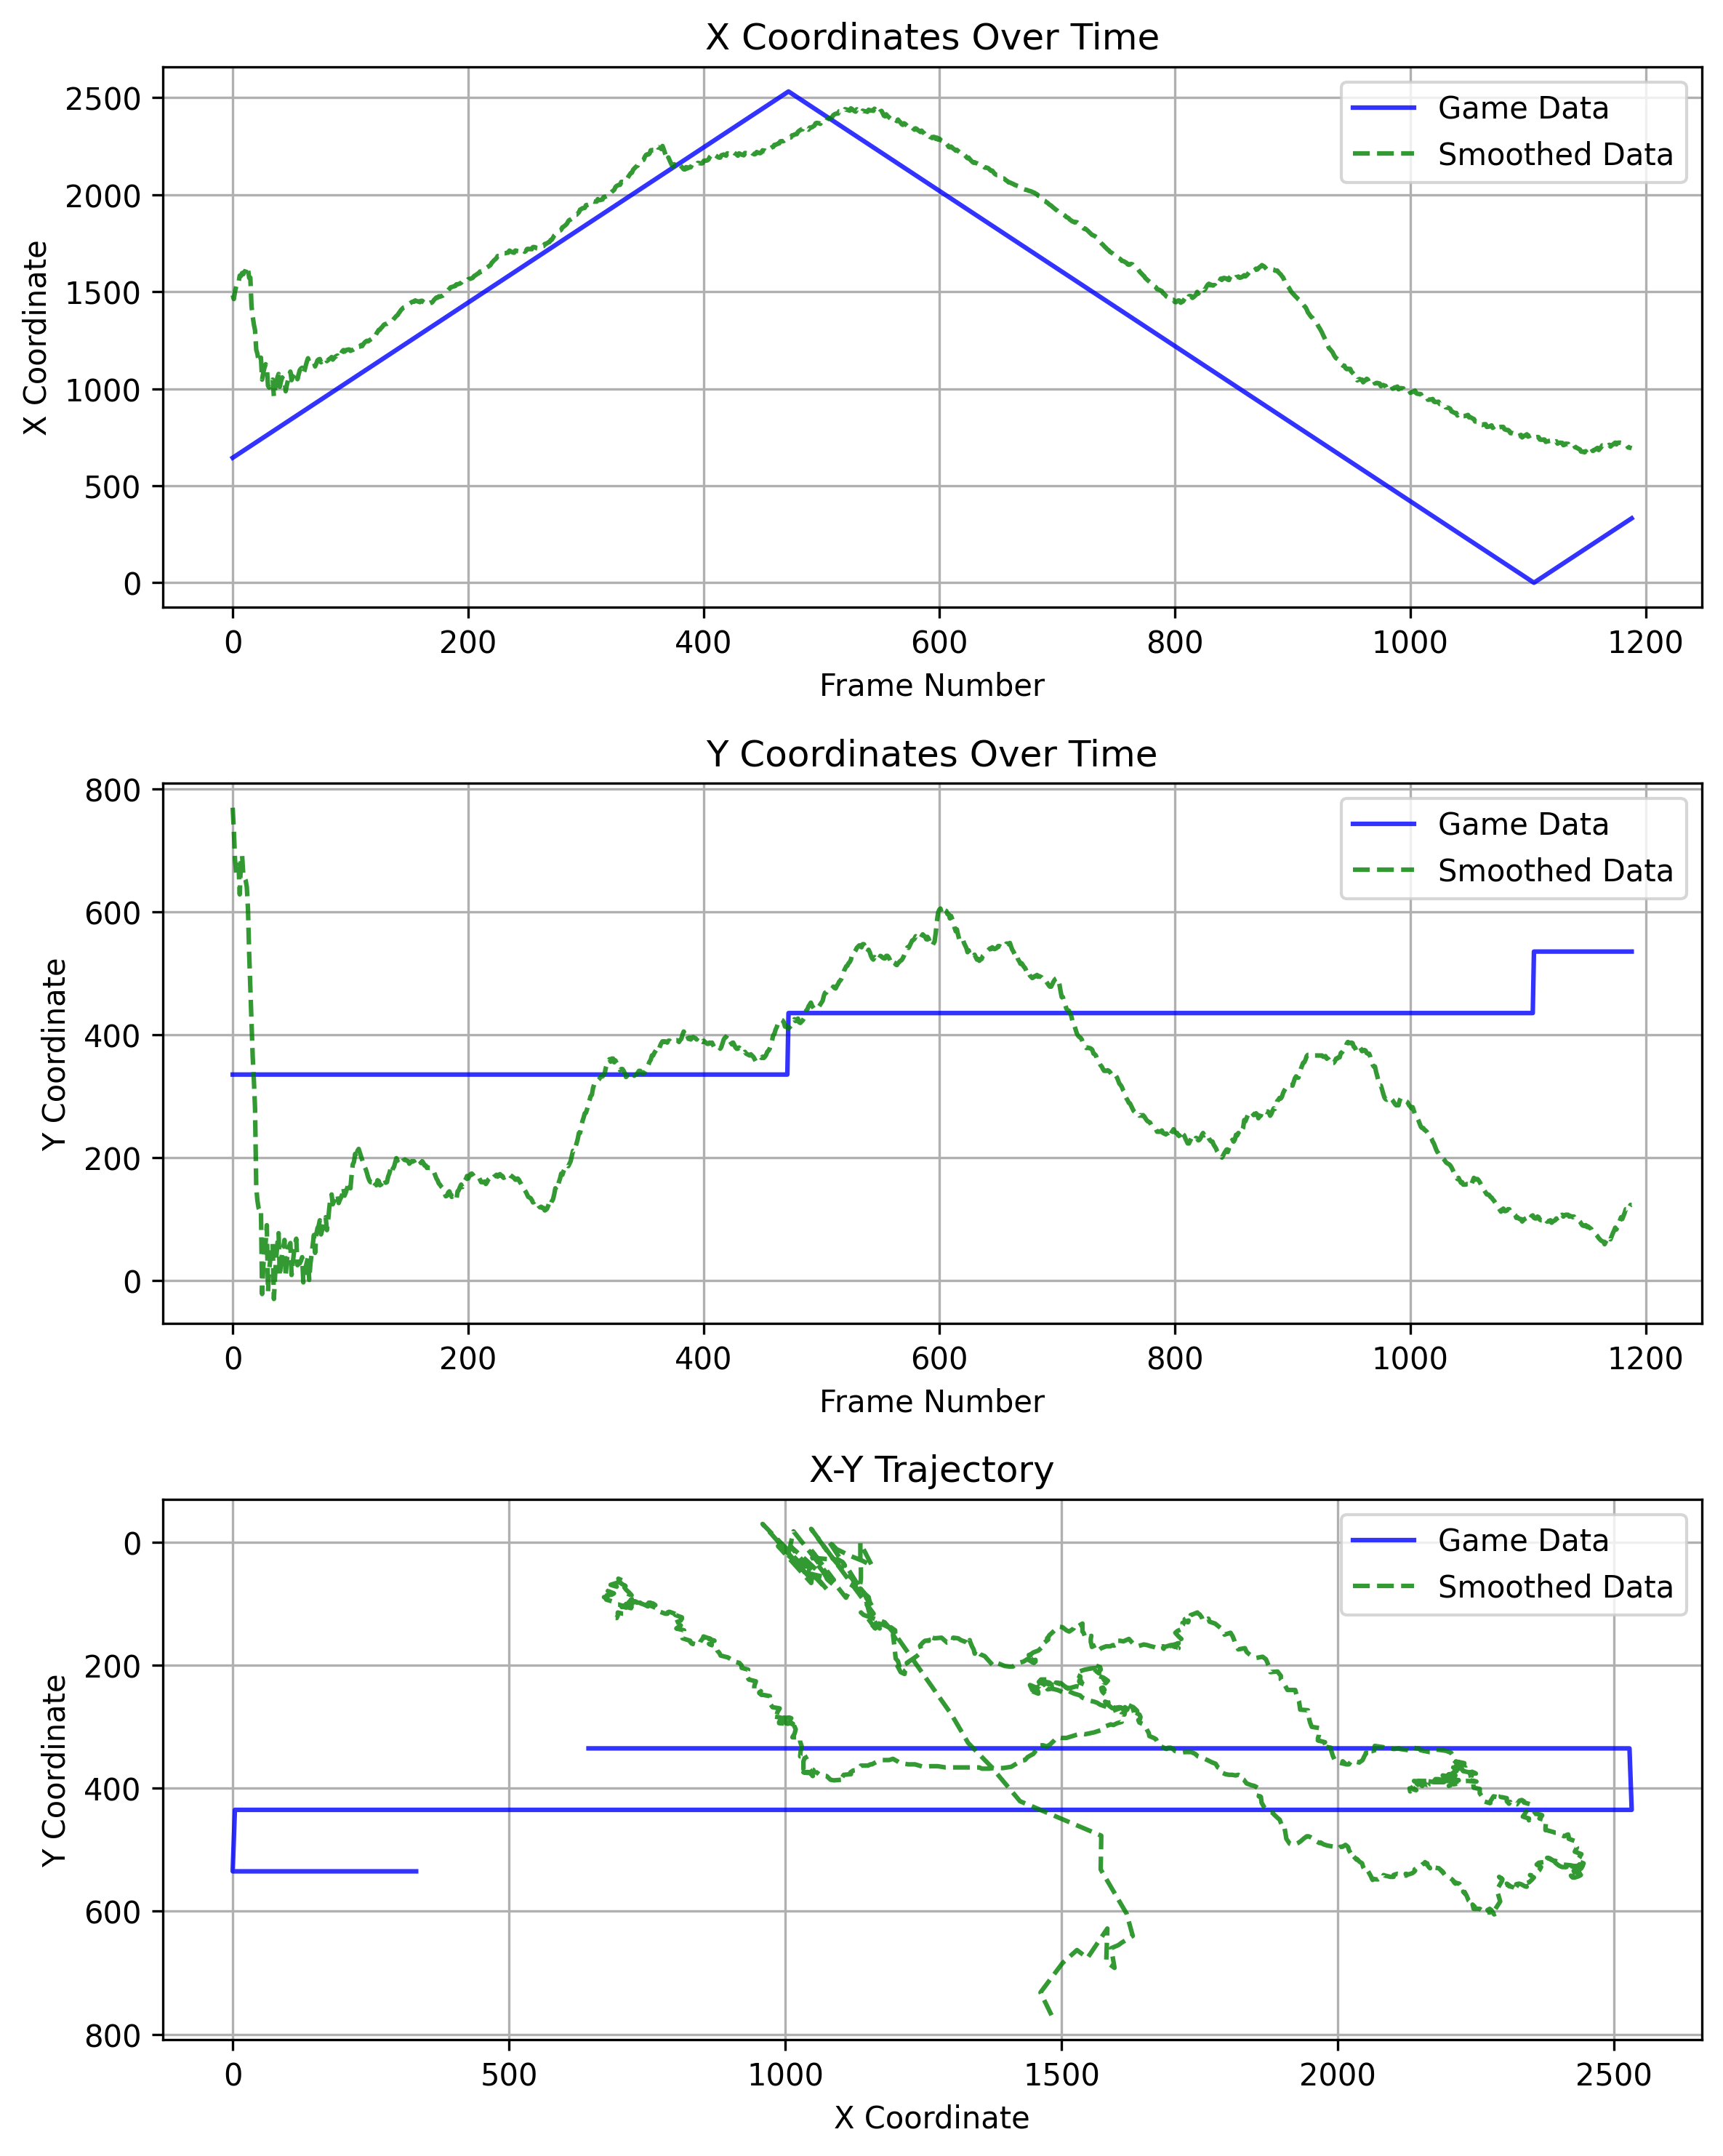 X Coordinates Over Time
2500
2000
1500
1000
500
0
X Coordinate
Game Data
Smoothed Data
0 200 400 600 800 1000 1200
Frame Number
Y Coordinates Over Time
800
600
400
200
0
Y Coordinate
Game Data
Smoothed Data
0 200 400 600 800 1000 1200
Frame Number
X-Y Trajectory
0
200
400
600
800
Y Coordinate
Game Data
Smoothed Data
0 500 1000 1500 2000 2500
X Coordinate